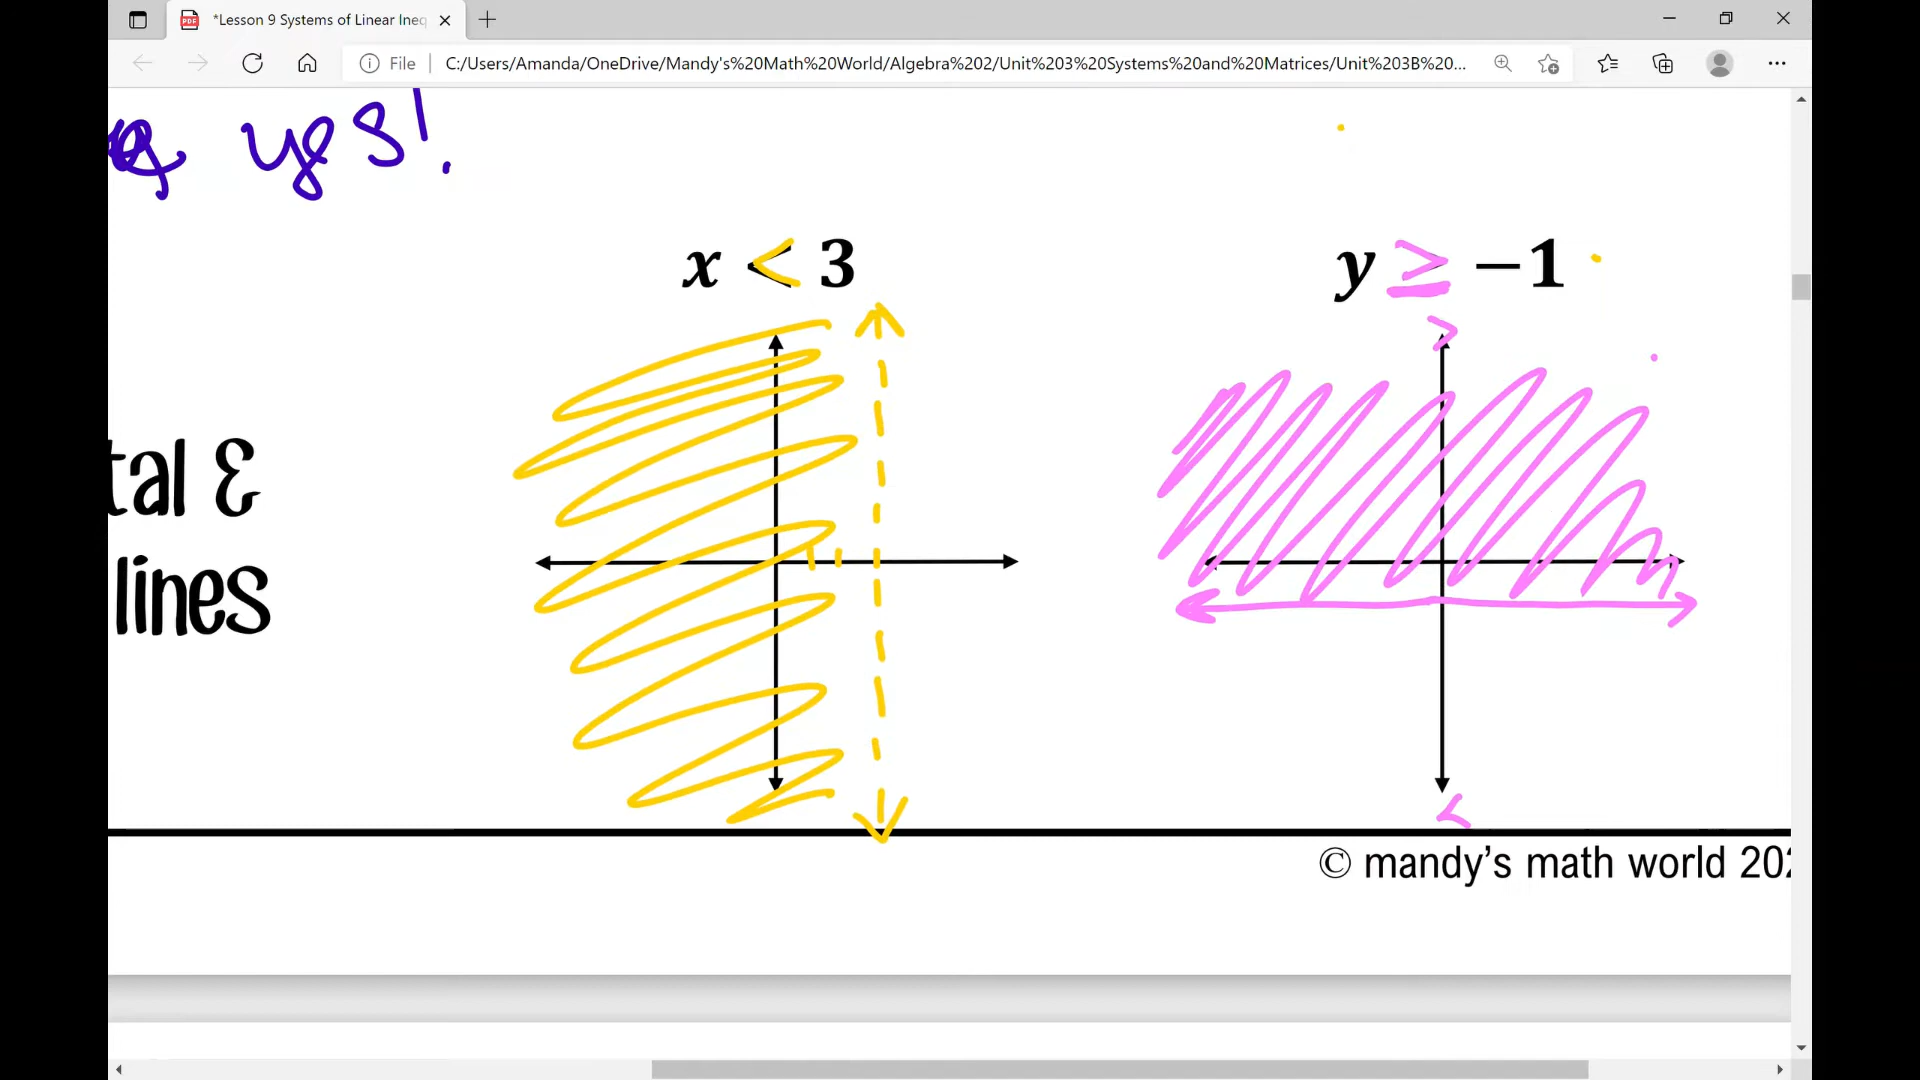 *Lesson 9 Systems of Linear Ineq
File
C:/Users/Amanda/OneDrive/Mandy's%20Math%20World/Algebra%202/Unit%203%20Systems%20and%20Matrices/Unit%203B%20...
yes!
x < 3
y ≥ −1
>
tal &
lines
<
© mandy's math world 202